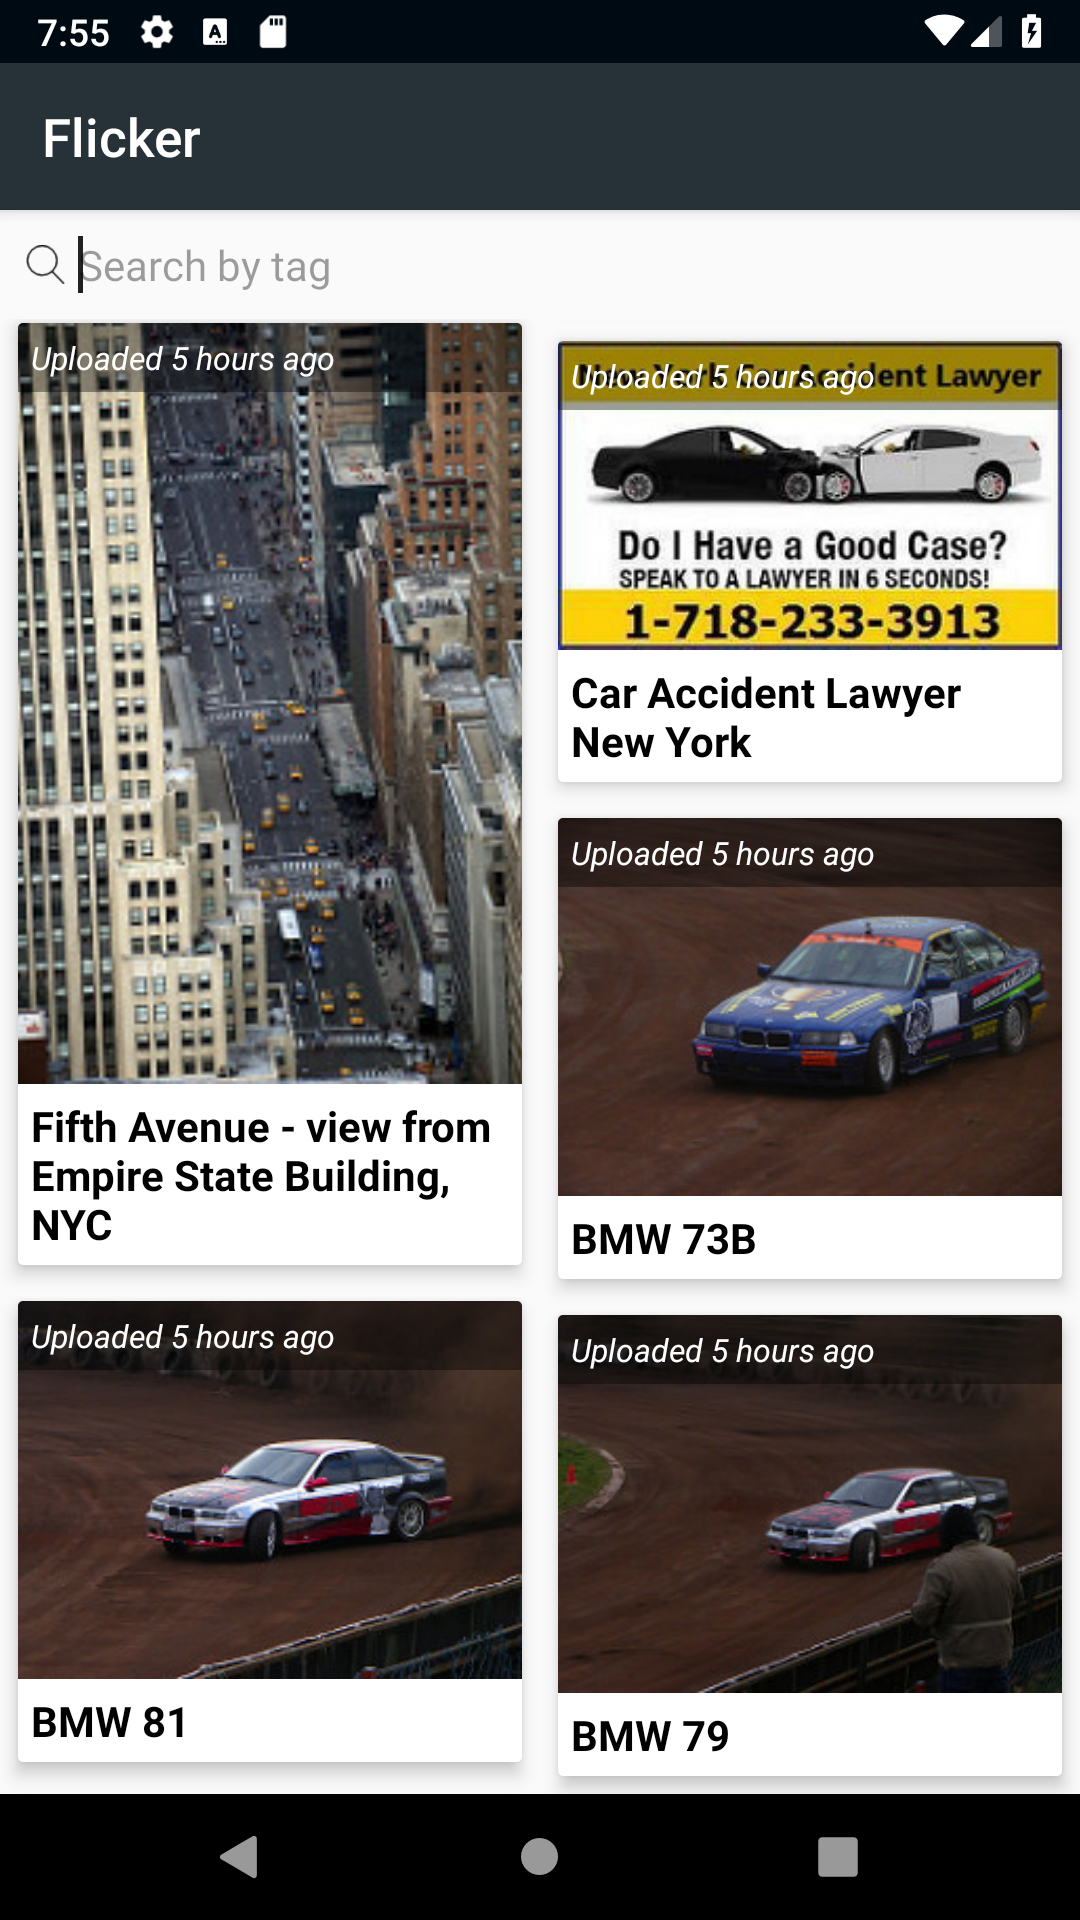 7:55
Flicker
Search by tag
Uploaded 5 hours ago
Fifth Avenue - view from
Empire State Building,
NYC
Uploaded 5 hours ago
ent Lawyer
Do I Have a Good Case?
SPEAK TO A LAWYER IN 6 SECONDS!
1-718-233-3913
Car Accident Lawyer
New York
Uploaded 5 hours ago
BMW 73B
Uploaded 5 hours ago
BMW 81
Uploaded 5 hours ago
BMW 79